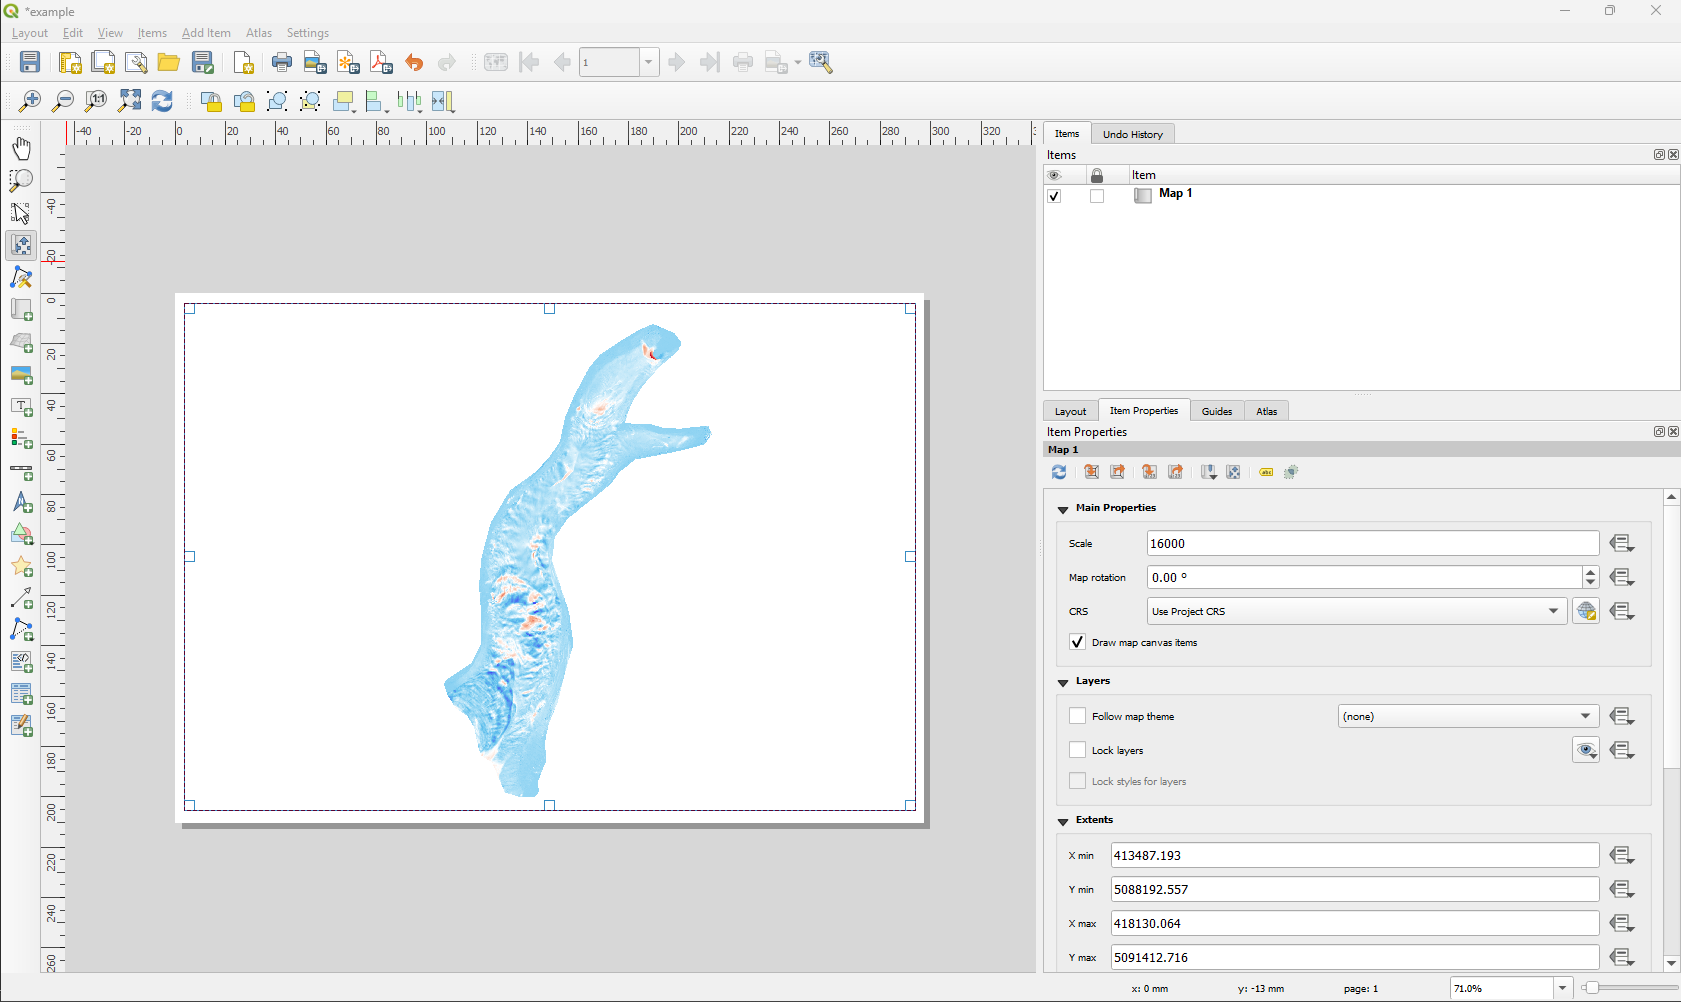 *example
Layout Edit View Items Add Item Atlas Settings
1
-40 -20 0 20 40 60 80 100 120 140 160 180 200 220 240 260 280 300 320
-40
-20
0
20
40
60
80
100
120
140
160
180
200
220
240
260
Items Undo History
Items
Item
Map 1
Layout Item Properties Guides Atlas
Item Properties
Map 1
Main Properties
Scale 16000
Map rotation 0.00 °
CRS Use Project CRS
Draw map canvas items
Layers
Follow map theme (none)
Lock layers
Lock styles for layers
Extents
X min 413487.193
Y min 5088192.557
X max 418130.064
Y max 5091412.716
x: 0 mm y: -13 mm page: 1 71.0%